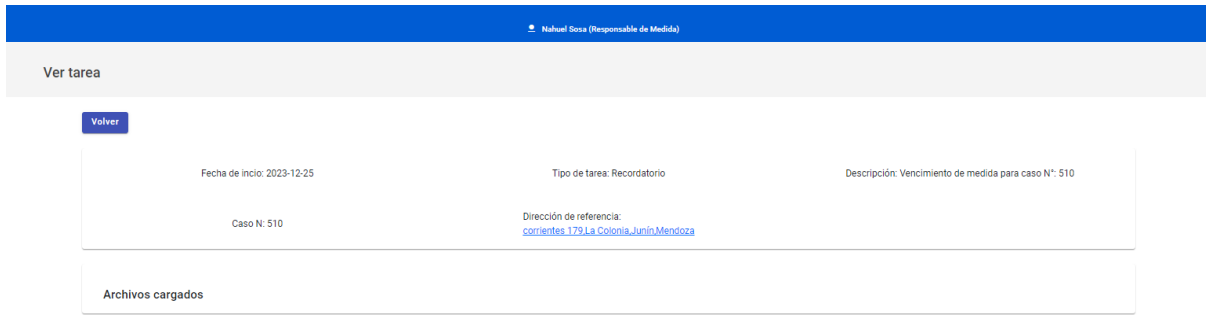 Nahuel Sosa (Responsable de Medida)
Ver tarea
Volver
Fecha de incio: 2023-12-25
Tipo de tarea: Recordatorio
Descripción: Vencimiento de medida para caso N°: 510
Caso N: 510
Dirección de referencia:
corrientes 179,La Colonia,Junín,Mendoza
Archivos cargados